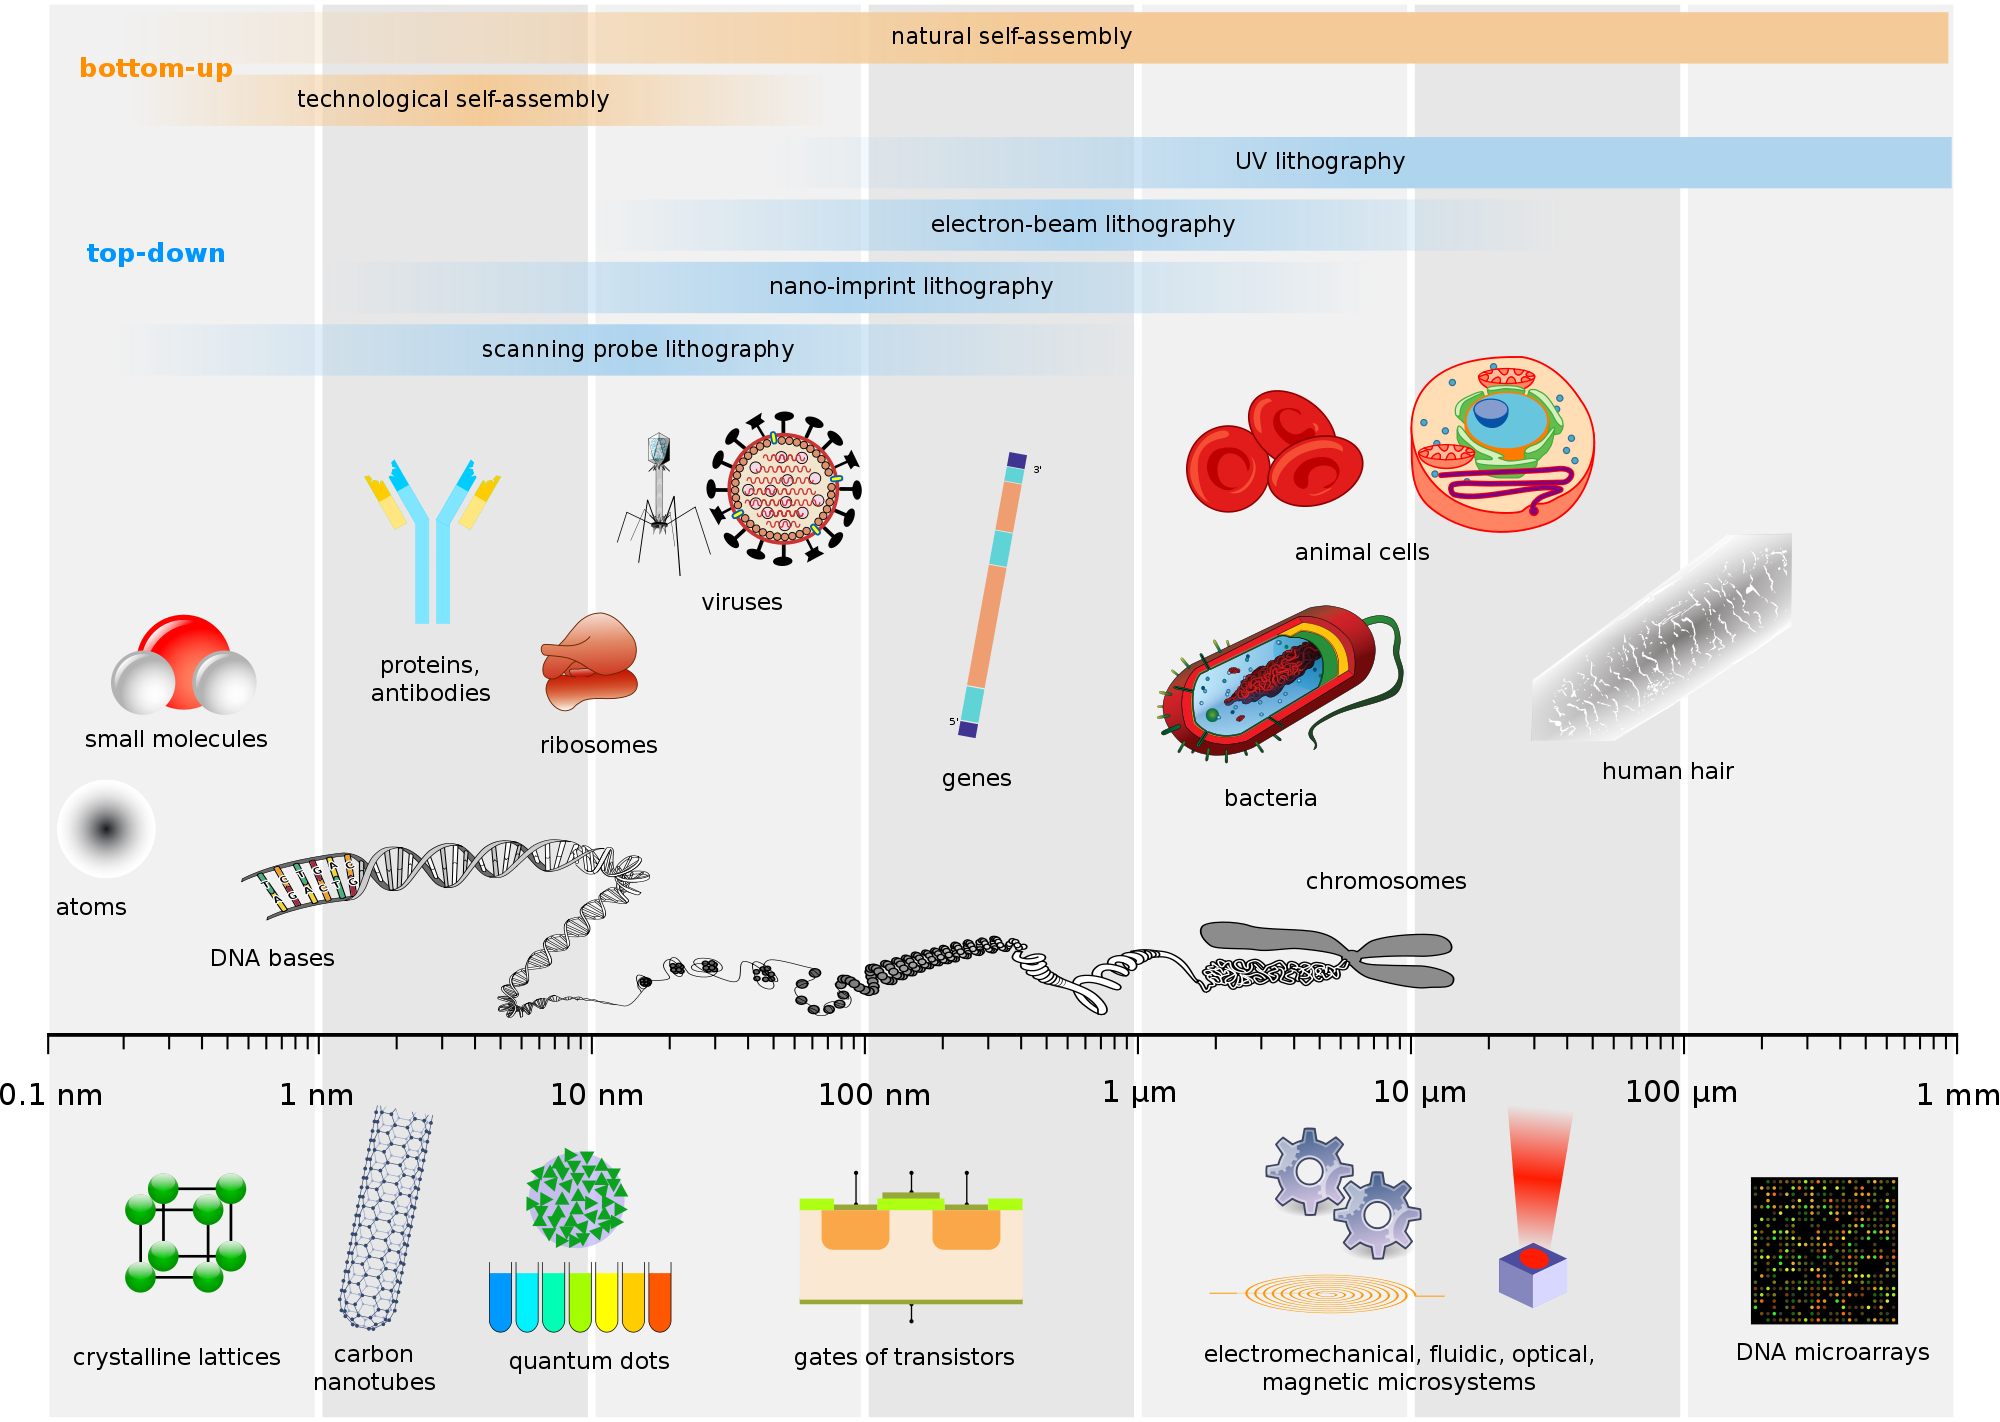 natural self-assembly
bottom-up
technological self-assembly
UV lithography
electron-beam lithography
top-down
nano-imprint lithography
scanning probe lithography
3'
animal cells
viruses
proteins,
antibodies
5'
small molecules
ribosomes
genes
human hair
bacteria
T C T G A C
A G A C T G
chromosomes
atoms
DNA bases
0.1 nm 1 nm 10 nm 100 nm 1 µm 10 µm 100 µm 1 mm
crystalline lattices
carbon
nanotubes
quantum dots
gates of transistors
electromechanical, fluidic, optical,
magnetic microsystems
DNA microarrays